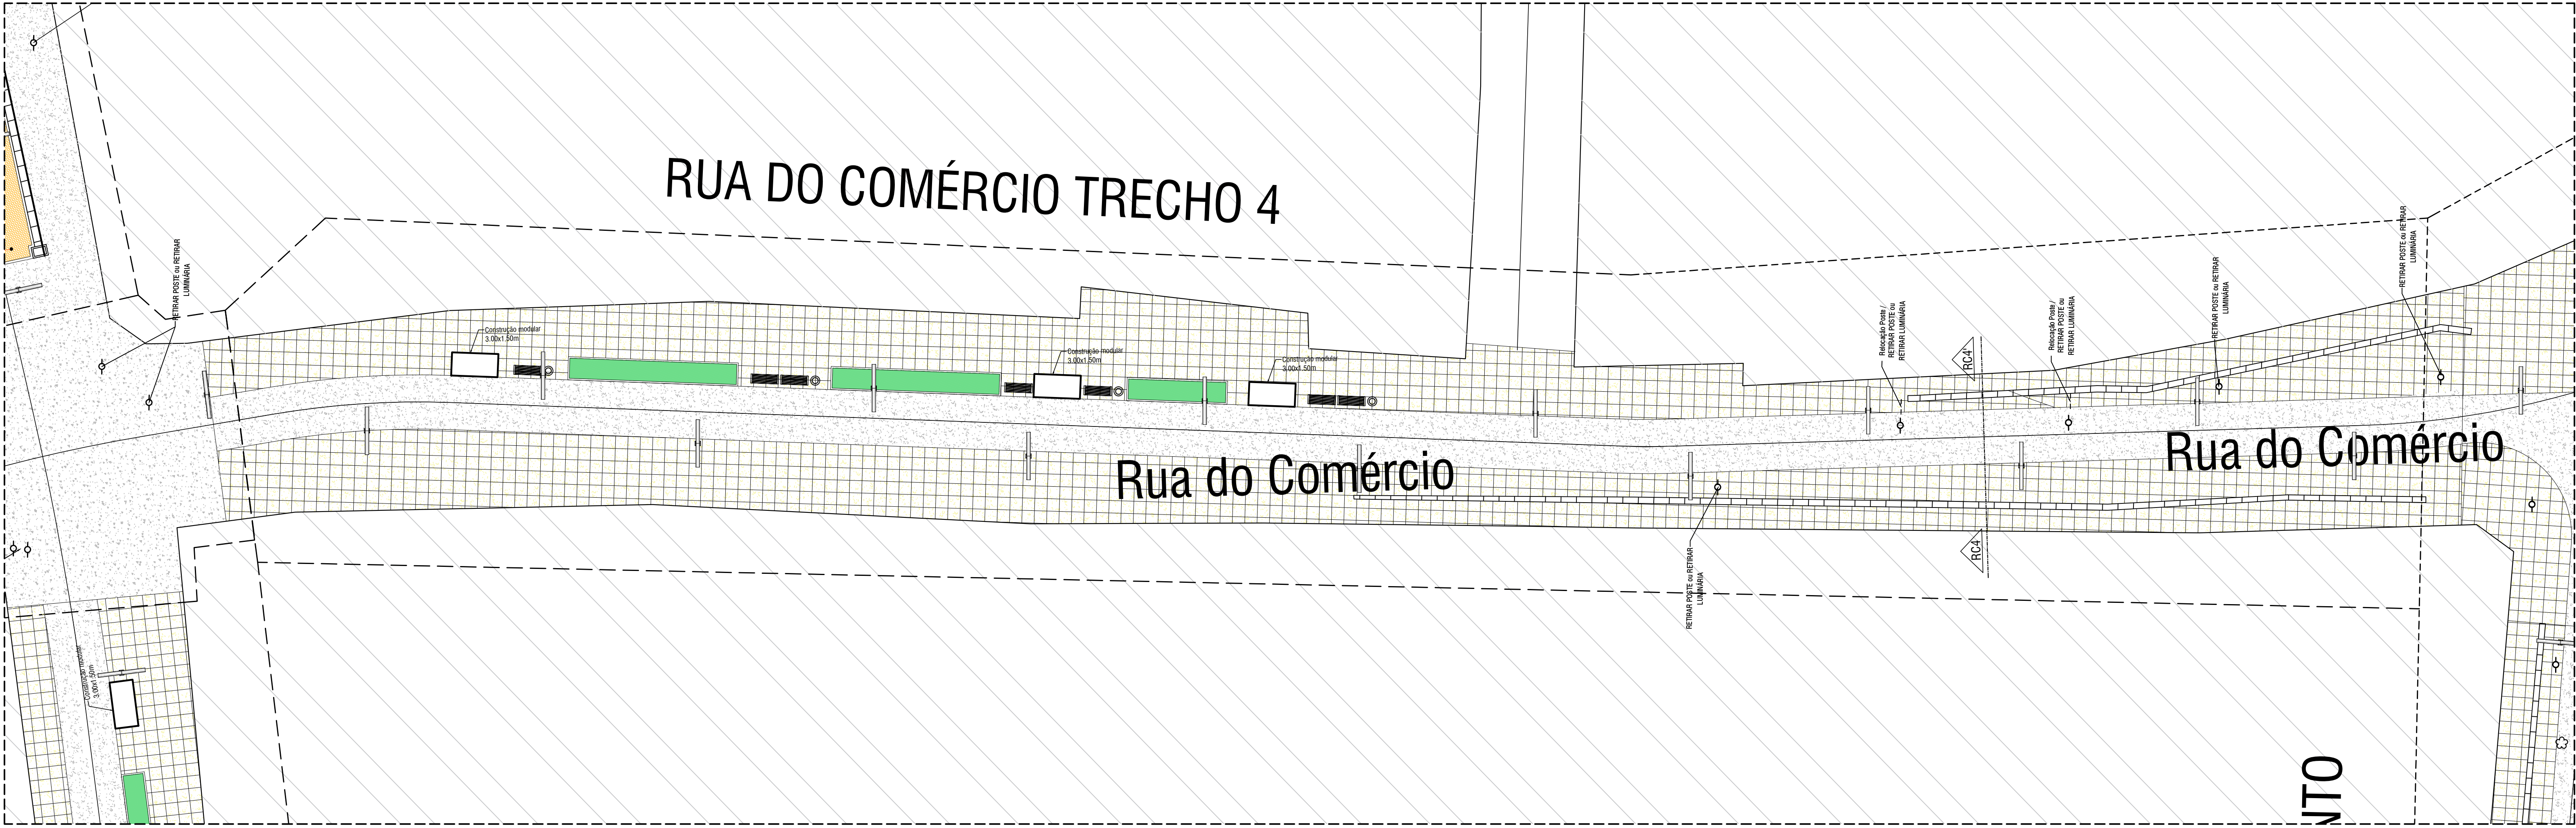 RUA DO COMÉRCIO TRECHO 4
RETIRAR POSTE ou RETIRAR
LUMINÁRIA
Construção modular
3.00x1.50m
Construção modular
3.00x1.50m
Construção modular
3.00x1.50m
Relocação Poste /
RETIRAR POSTE ou
RETIRAR LUMINÁRIA
RC4'
Relocação Poste /
RETIRAR POSTE ou
RETIRAR LUMINÁRIA
RETIRAR POSTE ou RETIRAR
LUMINÁRIA
RETIRAR POSTE ou RETIRAR
LUMINÁRIA
Rua do Comércio
Rua do Comércio
RETIRAR POSTE ou RETIRAR
LUMINÁRIA
RC4
Construção modular
3.00x1.50m
NTO